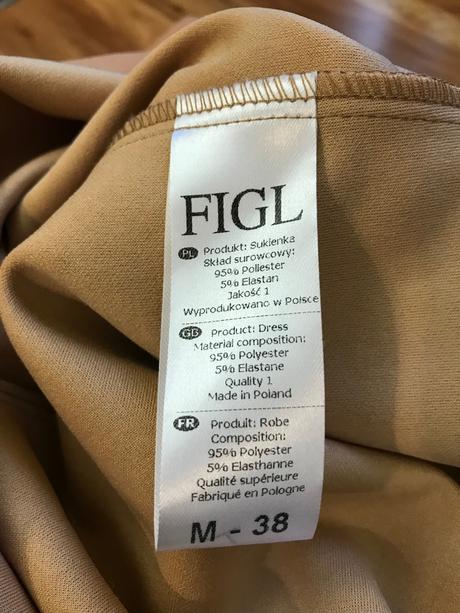 FIGL
PL Produkt: Sukienka
Skład surowcowy:
95% Poliester
5% Elastan
Jakość 1
Wyprodukowano w Polsce
GB Product: Dress
Material composition:
95% Polyester
5% Elastane
Quality 1
Made in Poland
FR Produit: Robe
Composition:
95% Polyester
5% Elasthanne
Qualité supérieure
Fabriqué en Pologne
M - 38